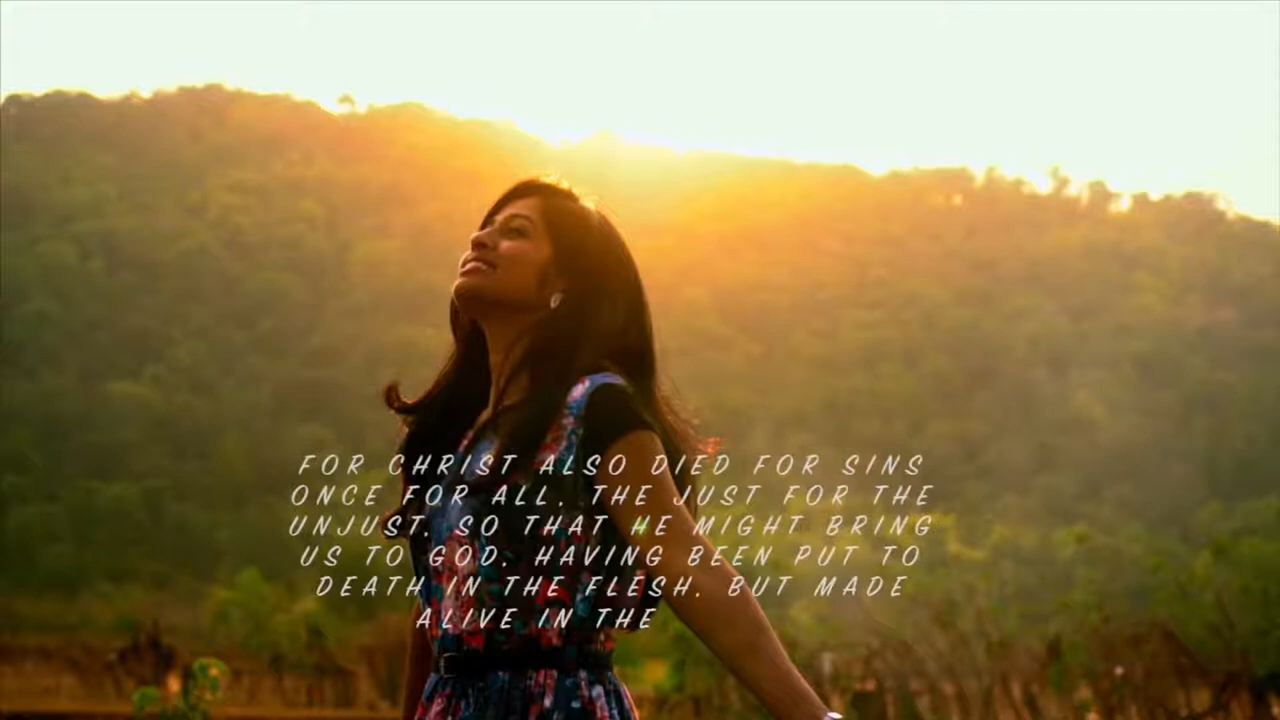 FOR CHRIST ALSO DIED FOR SINS
ONCE FOR ALL, THE JUST FOR THE
UNJUST, SO THAT HE MIGHT BRING
US TO GOD, HAVING BEEN PUT TO
DEATH IN THE FLESH, BUT MADE
ALIVE IN THE